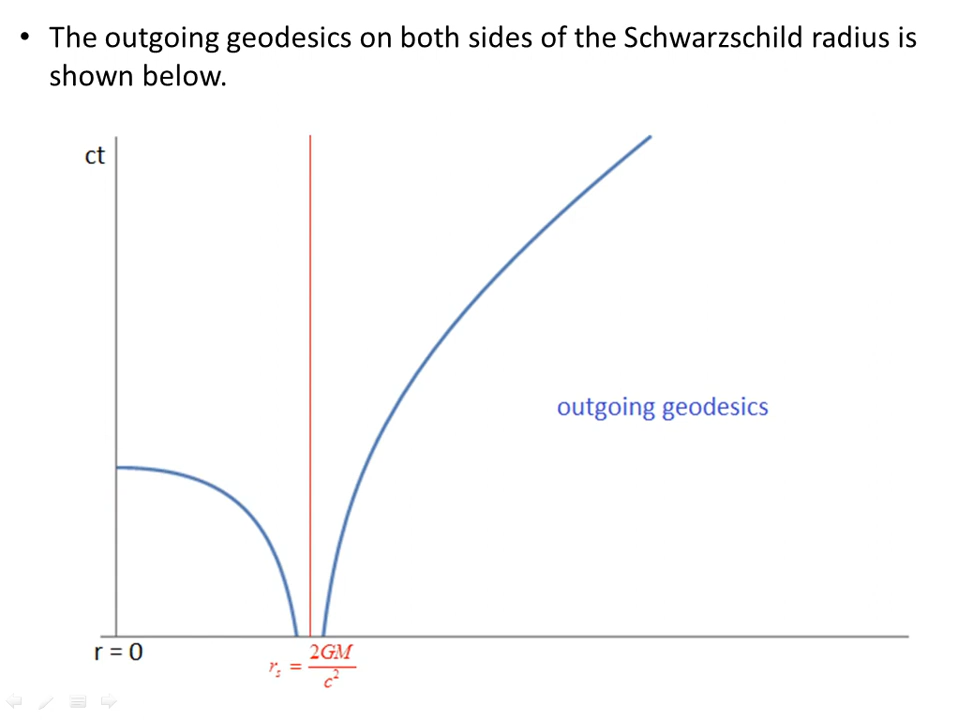 • The outgoing geodesics on both sides of the Schwarzschild radius is
shown below.
ct
outgoing geodesics
r = 0
r_s = 2GM/c²